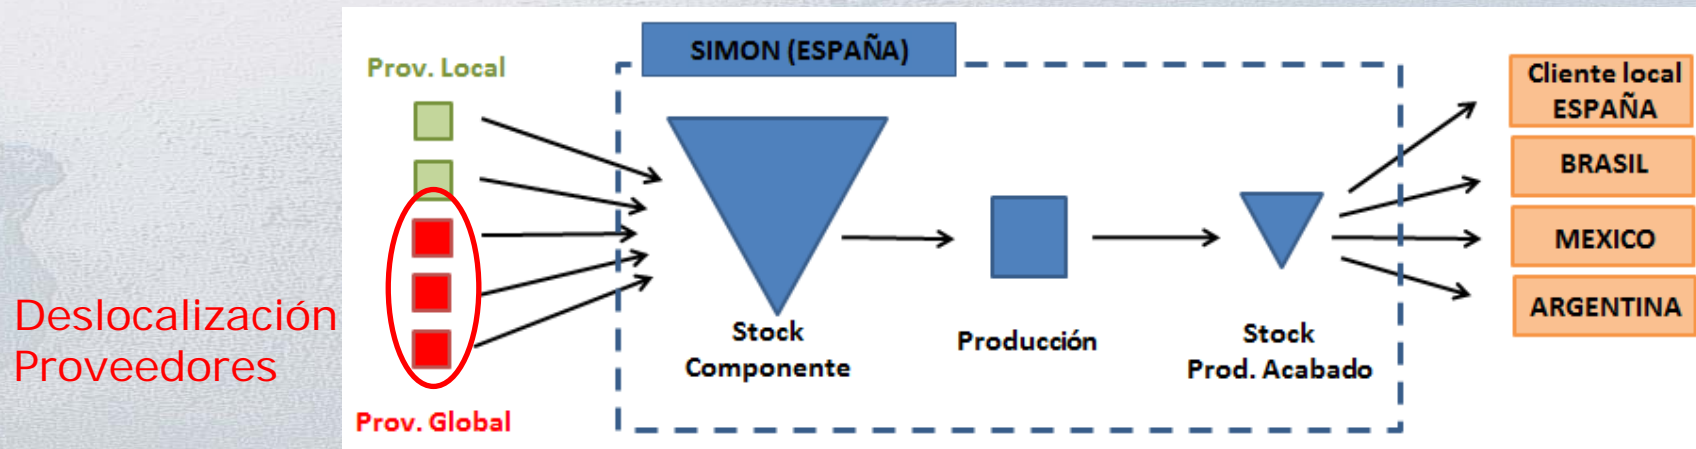 SIMON (ESPAÑA)
Prov. Local
Cliente local
ESPAÑA
BRASIL
MEXICO
ARGENTINA
Deslocalización
Proveedores
Stock
Componente
Producción
Stock
Prod. Acabado
Prov. Global